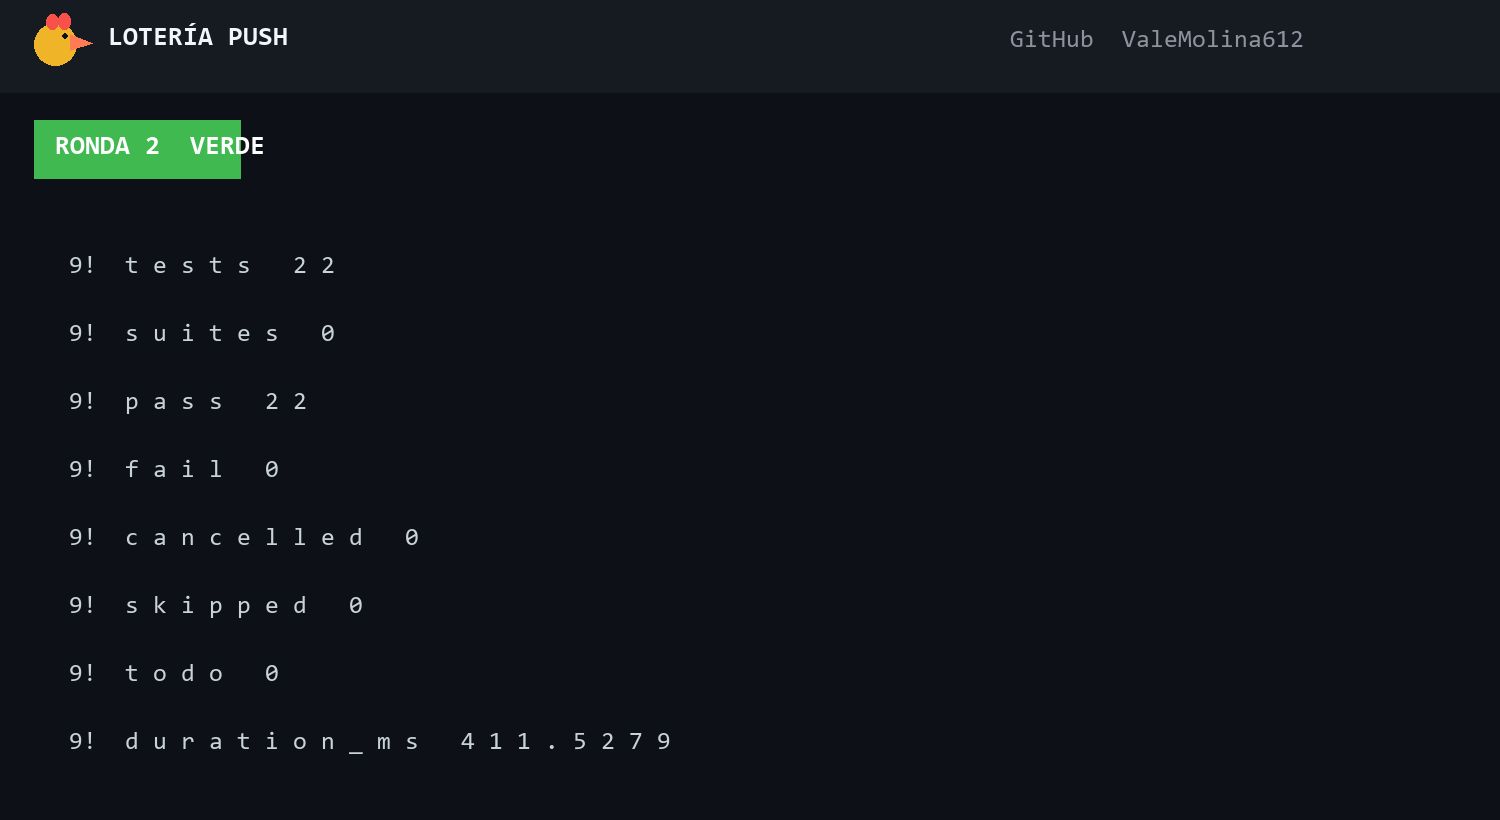 LOTERÍA PUSH
GitHub ValeMolina612
RONDA 2 VERDE
9! tests 22
9! suites 0
9! pass 22
9! fail 0
9! cancelled 0
9! skipped 0
9! todo 0
9! duration_ms 411.5279